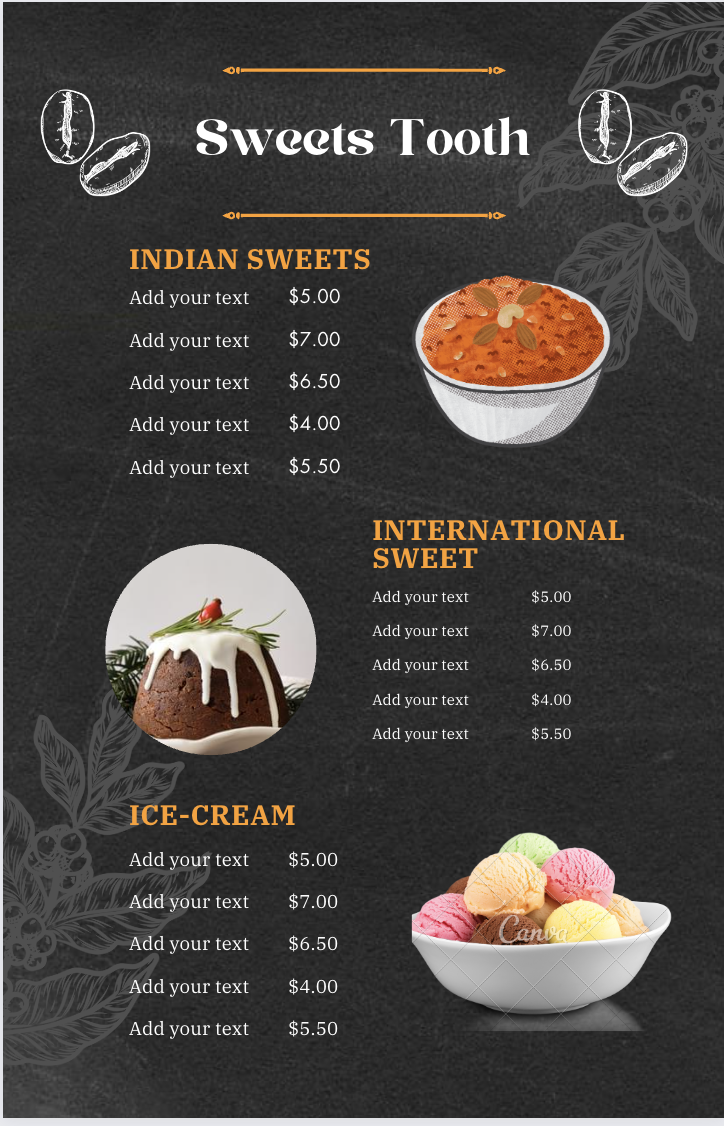 Sweets Tooth
INDIAN SWEETS
Add your text $5.00
Add your text $7.00
Add your text $6.50
Add your text $4.00
Add your text $5.50
INTERNATIONAL
SWEET
Add your text $5.00
Add your text $7.00
Add your text $6.50
Add your text $4.00
Add your text $5.50
ICE-CREAM
Add your text $5.00
Add your text $7.00
Add your text $6.50
Add your text $4.00
Add your text $5.50
Canva